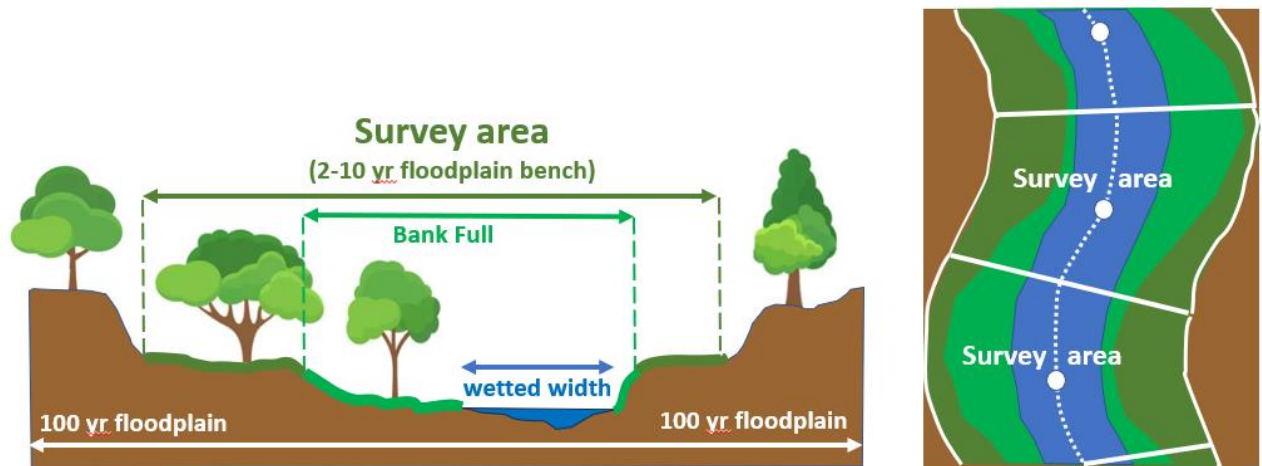 Survey area
(2-10 yr floodplain bench)
Bank Full
wetted width
100 yr floodplain
100 yr floodplain
Survey area
Survey area